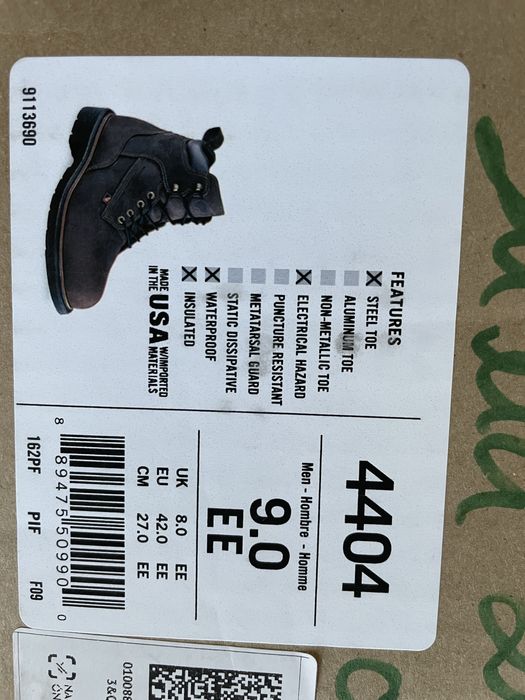 FEATURES
X STEEL TOE
ALUMINUM TOE
NON-METALLIC TOE
X ELECTRICAL HAZARD
PUNCTURE RESISTANT
METATARSAL GUARD
STATIC DISSIPATIVE
X WATERPROOF
X INSULATED
MADE IN THE USA W/IMPORTED MATERIALS
9113690
4404
Men - Hombre - Homme
9.0
EE
UK 8.0 EE
EU 42.0 EE
CM 27.0 EE
8 89475 50990 0
162PF PIF F09